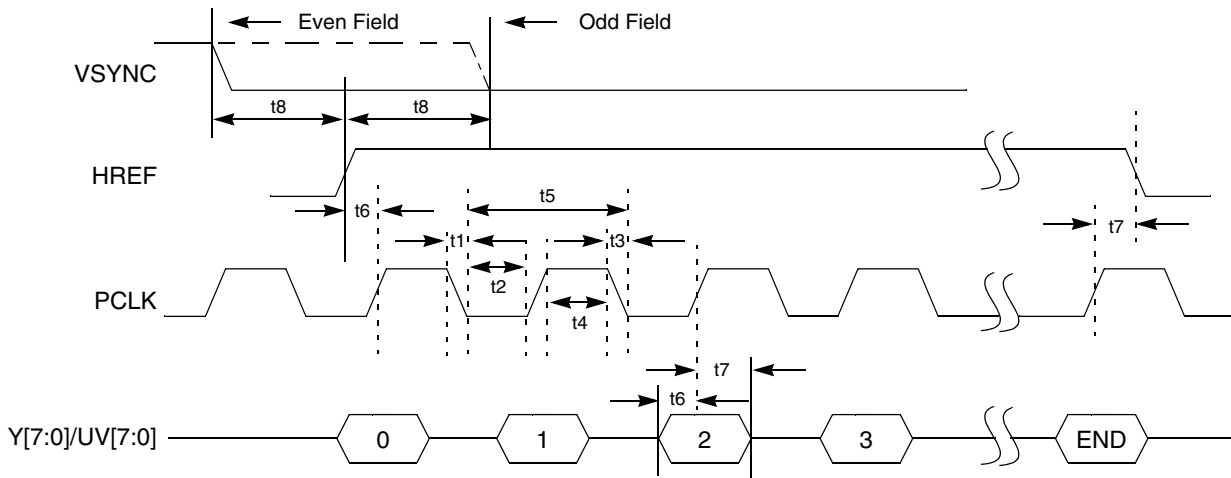 Even Field
Odd Field
VSYNC
t8
t8
HREF
t6
t5
t7
t1
t3
PCLK
t2
t4
t7
t6
Y[7:0]/UV[7:0]
0
1
2
3
END